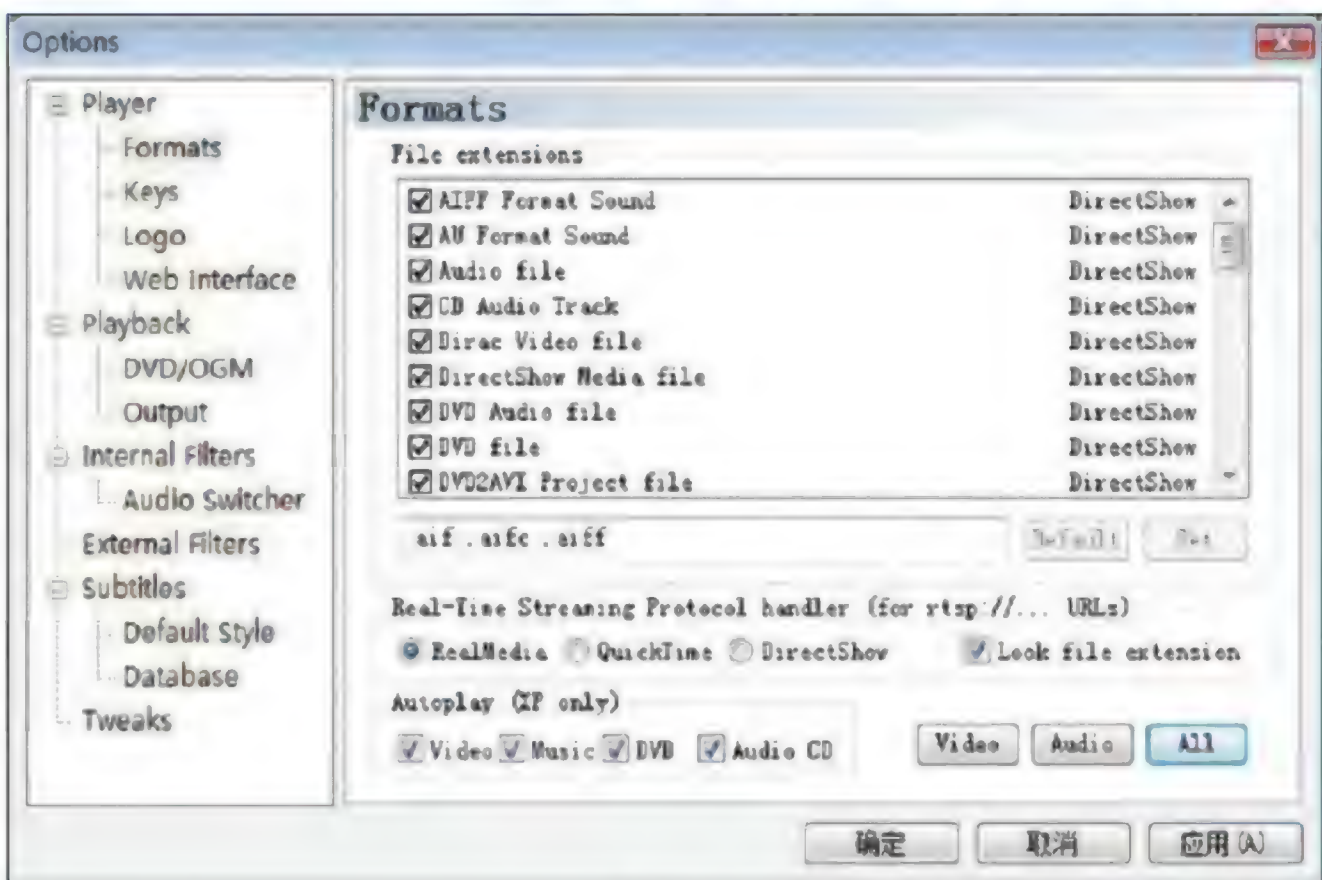 Options
Player
Formats
Keys
Logo
Web Interface
Playback
DVD/OGM
Output
Internal Filters
Audio Switcher
External Filters
Subtitles
Default Style
Database
Tweaks
Formats
File extensions
AIFF Format Sound DirectShow
AU Format Sound DirectShow
Audio file DirectShow
CD Audio Track DirectShow
Dirac Video file DirectShow
DirectShow Media file DirectShow
DVD Audio file DirectShow
DVD file DirectShow
DVD2AVI Project file DirectShow
aif .aifc .aiff Default Set
Real-Time Streaming Protocol handler (for rtsp://... URLs)
RealMedia QuickTime DirectShow Look file extension
Autoplay (XP only)
Video Music DVD Audio CD Video Audio All
确定 取消 应用(A)